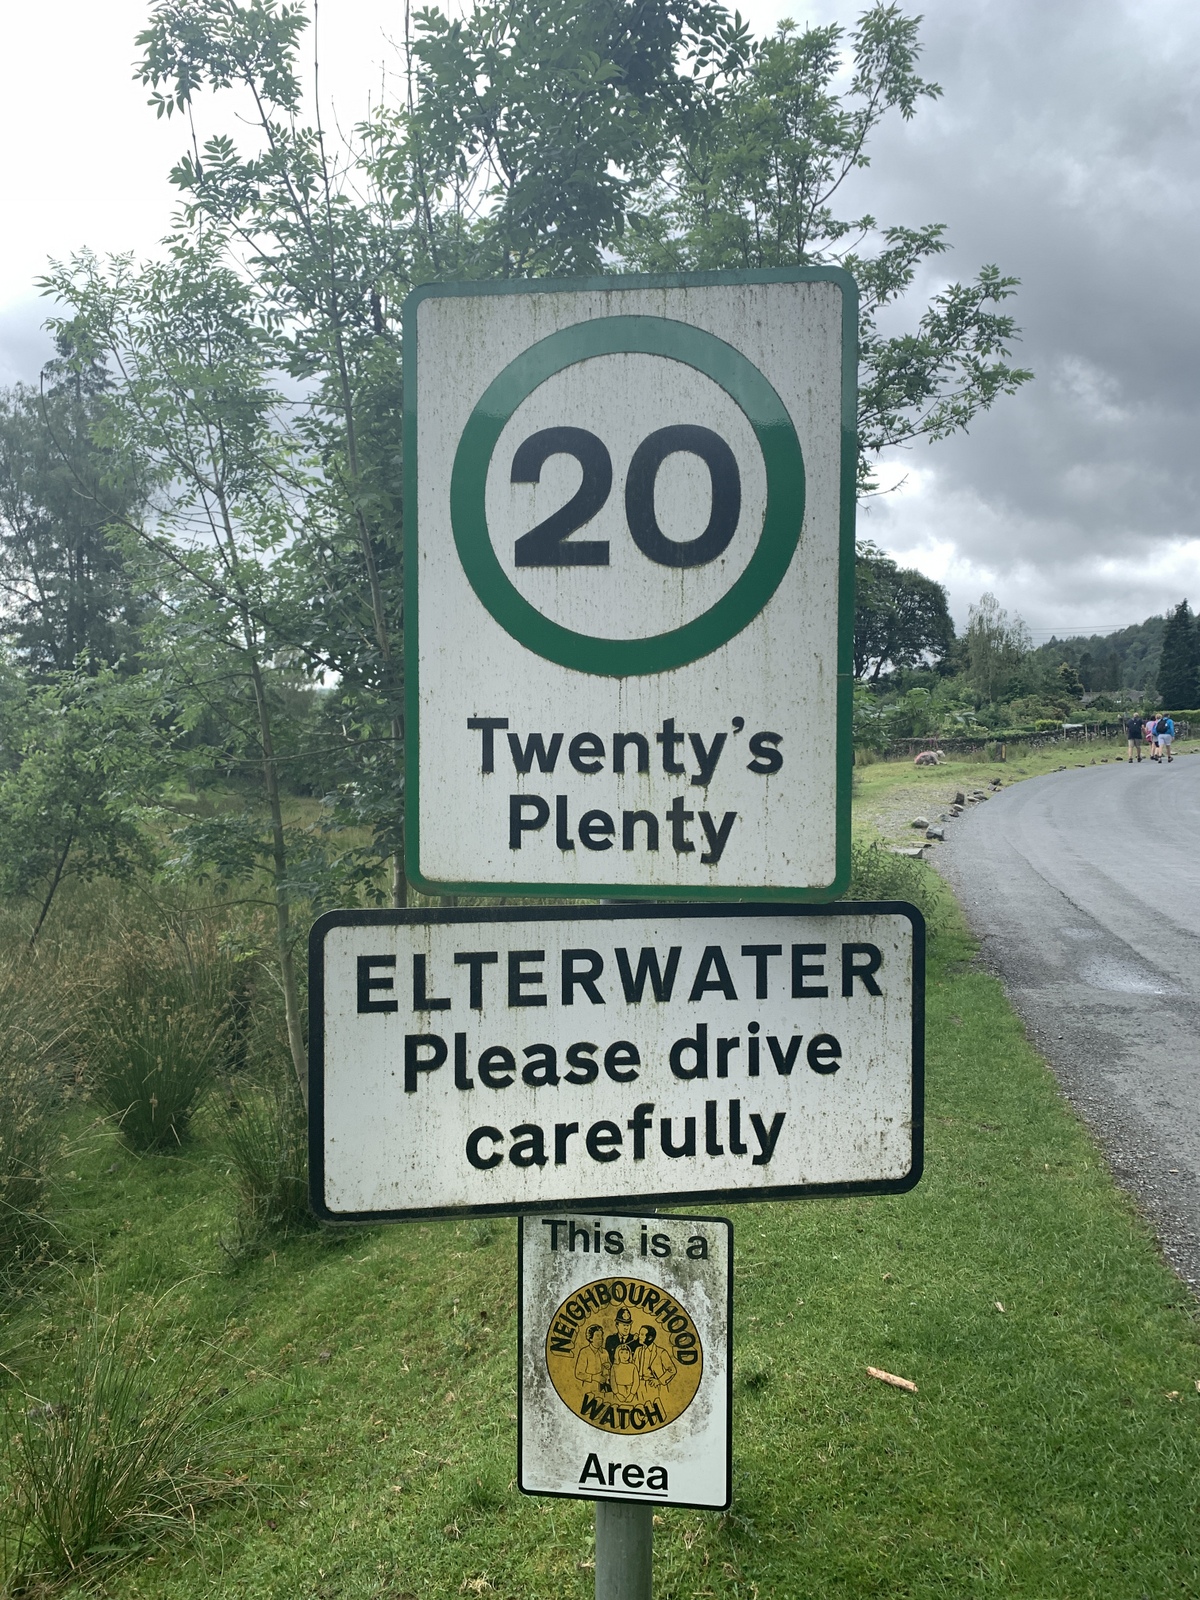 20
Twenty's
Plenty
ELTERWATER
Please drive
carefully
This is a
NEIGHBOURHOOD
WATCH
Area